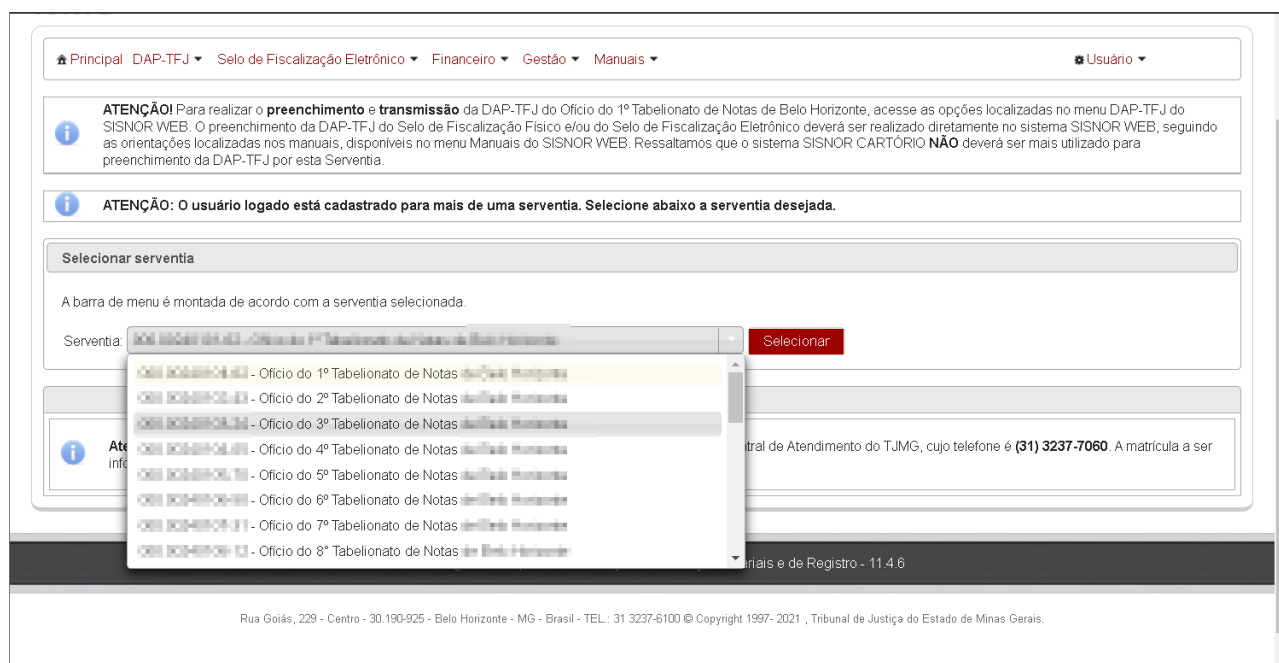 Principal DAP-TFJ Selo de Fiscalização Eletrônico Financeiro Gestão Manuais Usuário
ATENÇÃO! Para realizar o preenchimento e transmissão da DAP-TFJ do Ofício do 1º Tabelionato de Notas de Belo Horizonte, acesse as opções localizadas no menu DAP-TFJ do
SISNOR WEB. O preenchimento da DAP-TFJ do Selo de Fiscalização Físico e/ou do Selo de Fiscalização Eletrônico deverá ser realizado diretamente no sistema SISNOR WEB, seguindo
as orientações localizadas nos manuais, disponíveis no menu Manuais do SISNOR WEB. Ressaltamos que o sistema SISNOR CARTÓRIO NÃO deverá ser mais utilizado para
preenchimento da DAP-TFJ por esta Serventia.
ATENÇÃO: O usuário logado está cadastrado para mais de uma serventia. Selecione abaixo a serventia desejada.
Selecionar serventia
A barra de menu é montada de acordo com a serventia selecionada.
Serventia: Selecionar
- Ofício do 1º Tabelionato de Notas
- Ofício do 2º Tabelionato de Notas
- Ofício do 3º Tabelionato de Notas
- Ofício do 4º Tabelionato de Notas
- Ofício do 5º Tabelionato de Notas
- Ofício do 6º Tabelionato de Notas
- Ofício do 7º Tabelionato de Notas
- Ofício do 8° Tabelionato de Notas
Ate tral de Atendimento do TJMG, cujo telefone é (31) 3237-7060. A matrícula a ser
info
ariais e de Registro - 11.4.6
Rua Goiás, 229 - Centro - 30.190-925 - Belo Horizonte - MG - Brasil - TEL.: 31 3237-6100 © Copyright 1997- 2021 , Tribunal de Justiça do Estado de Minas Gerais.